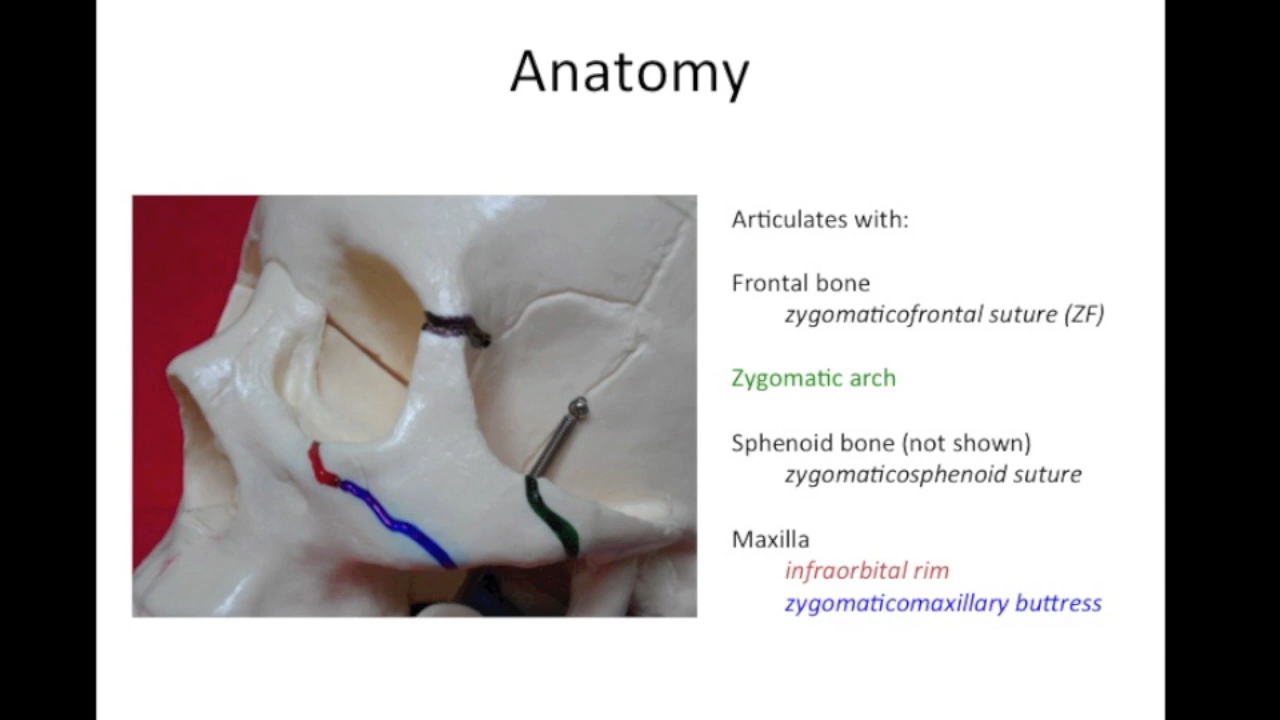 Anatomy
Articulates with:
Frontal bone
zygomaticofrontal suture (ZF)
Zygomatic arch
Sphenoid bone (not shown)
zygomaticosphenoid suture
Maxilla
infraorbital rim
zygomaticomaxillary buttress